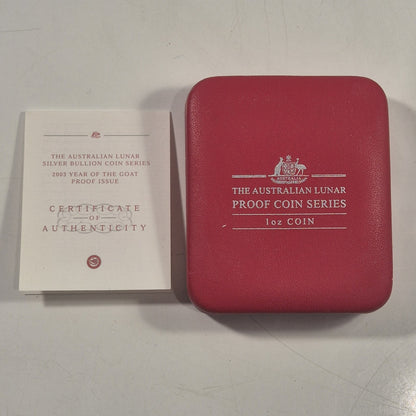 THE AUSTRALIAN LUNAR
SILVER BULLION COIN SERIES
2003 YEAR OF THE GOAT
PROOF ISSUE
CERTIFICATE
OF
AUTHENTICITY
AUSTRALIA
THE AUSTRALIAN LUNAR
PROOF COIN SERIES
1oz COIN